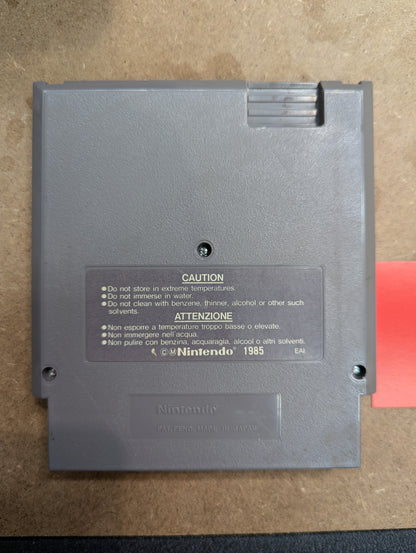 CAUTION
●Do not store in extreme temperatures.
●Do not immerse in water.
●Do not clean with benzene, thinner, alcohol or other such
solvents.
ATTENZIONE
●Non esporre a temperature troppo basse o elevate.
●Non immergere nell'acqua.
●Non pulire con benzina, acquaragia, alcool o altri solventi.
©Ⓜ Nintendo® 1985 EAI
Nintendo®
PAT.PEND. MADE IN JAPAN